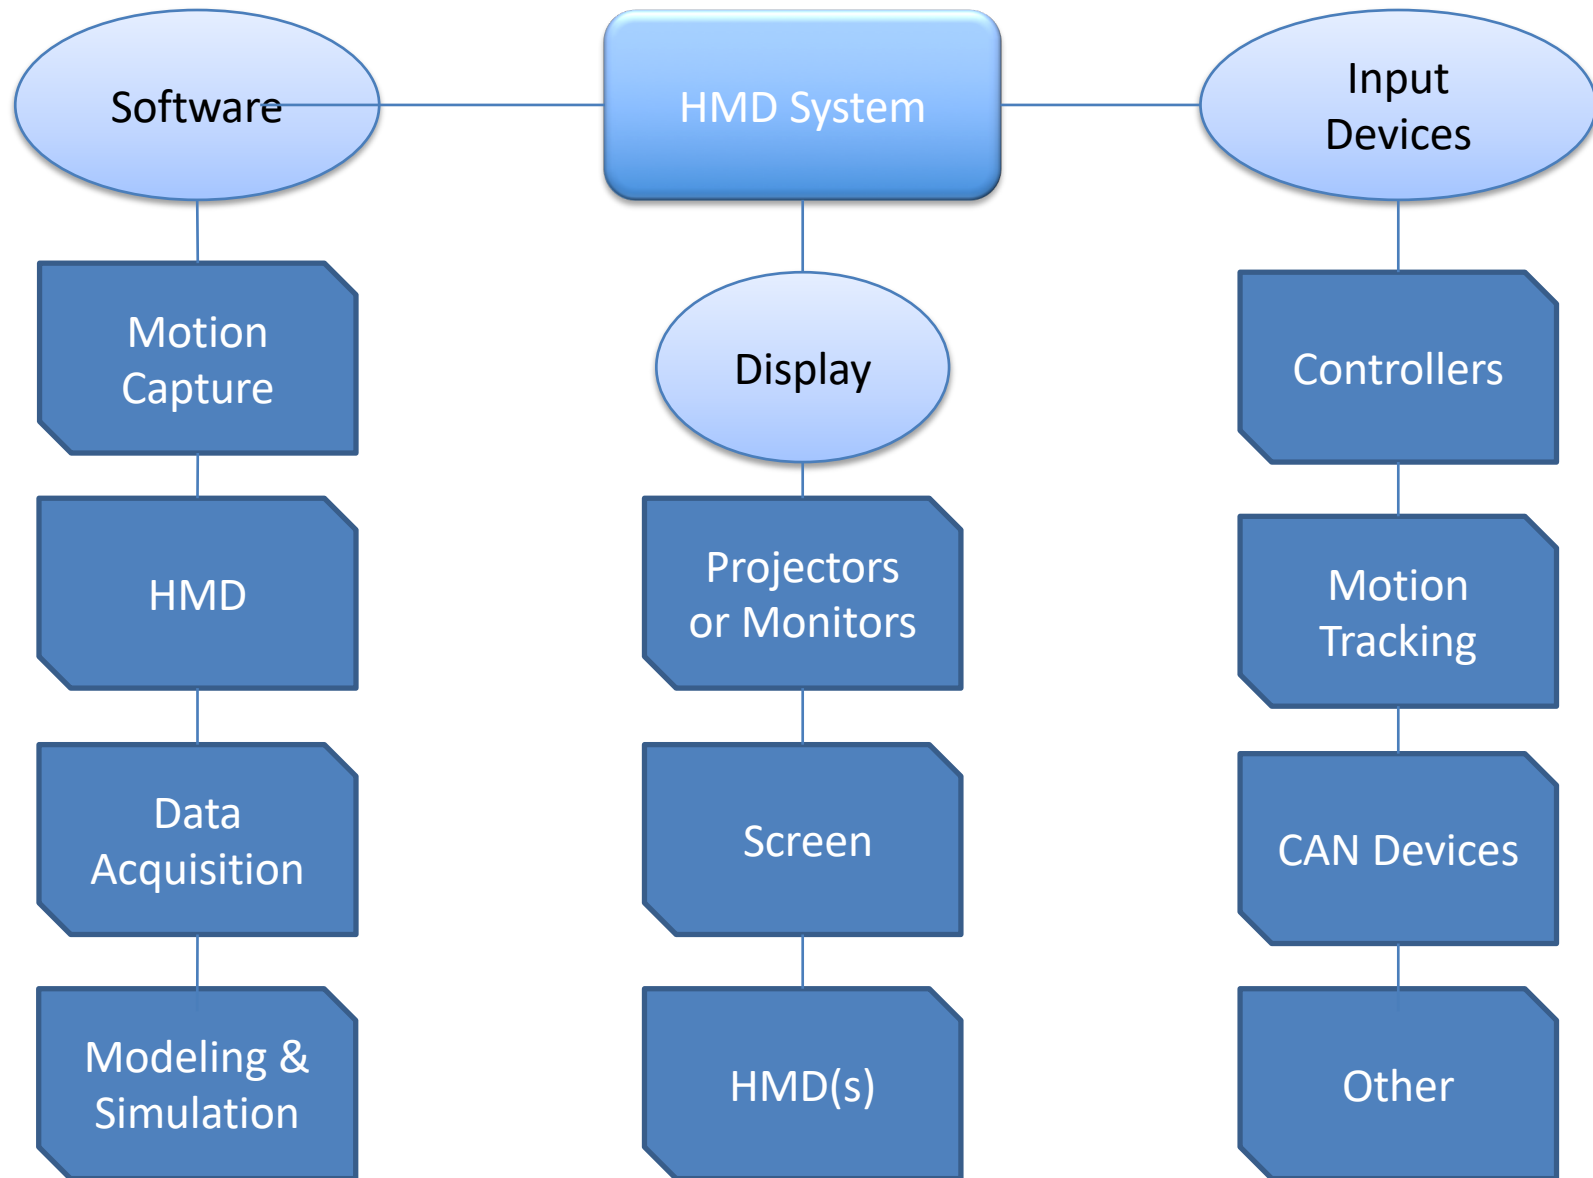 Software
HMD System
Input
Devices
Motion
Capture
HMD
Data
Acquisition
Modeling &
Simulation
Display
Projectors
or Monitors
Screen
HMD(s)
Controllers
Motion
Tracking
CAN Devices
Other